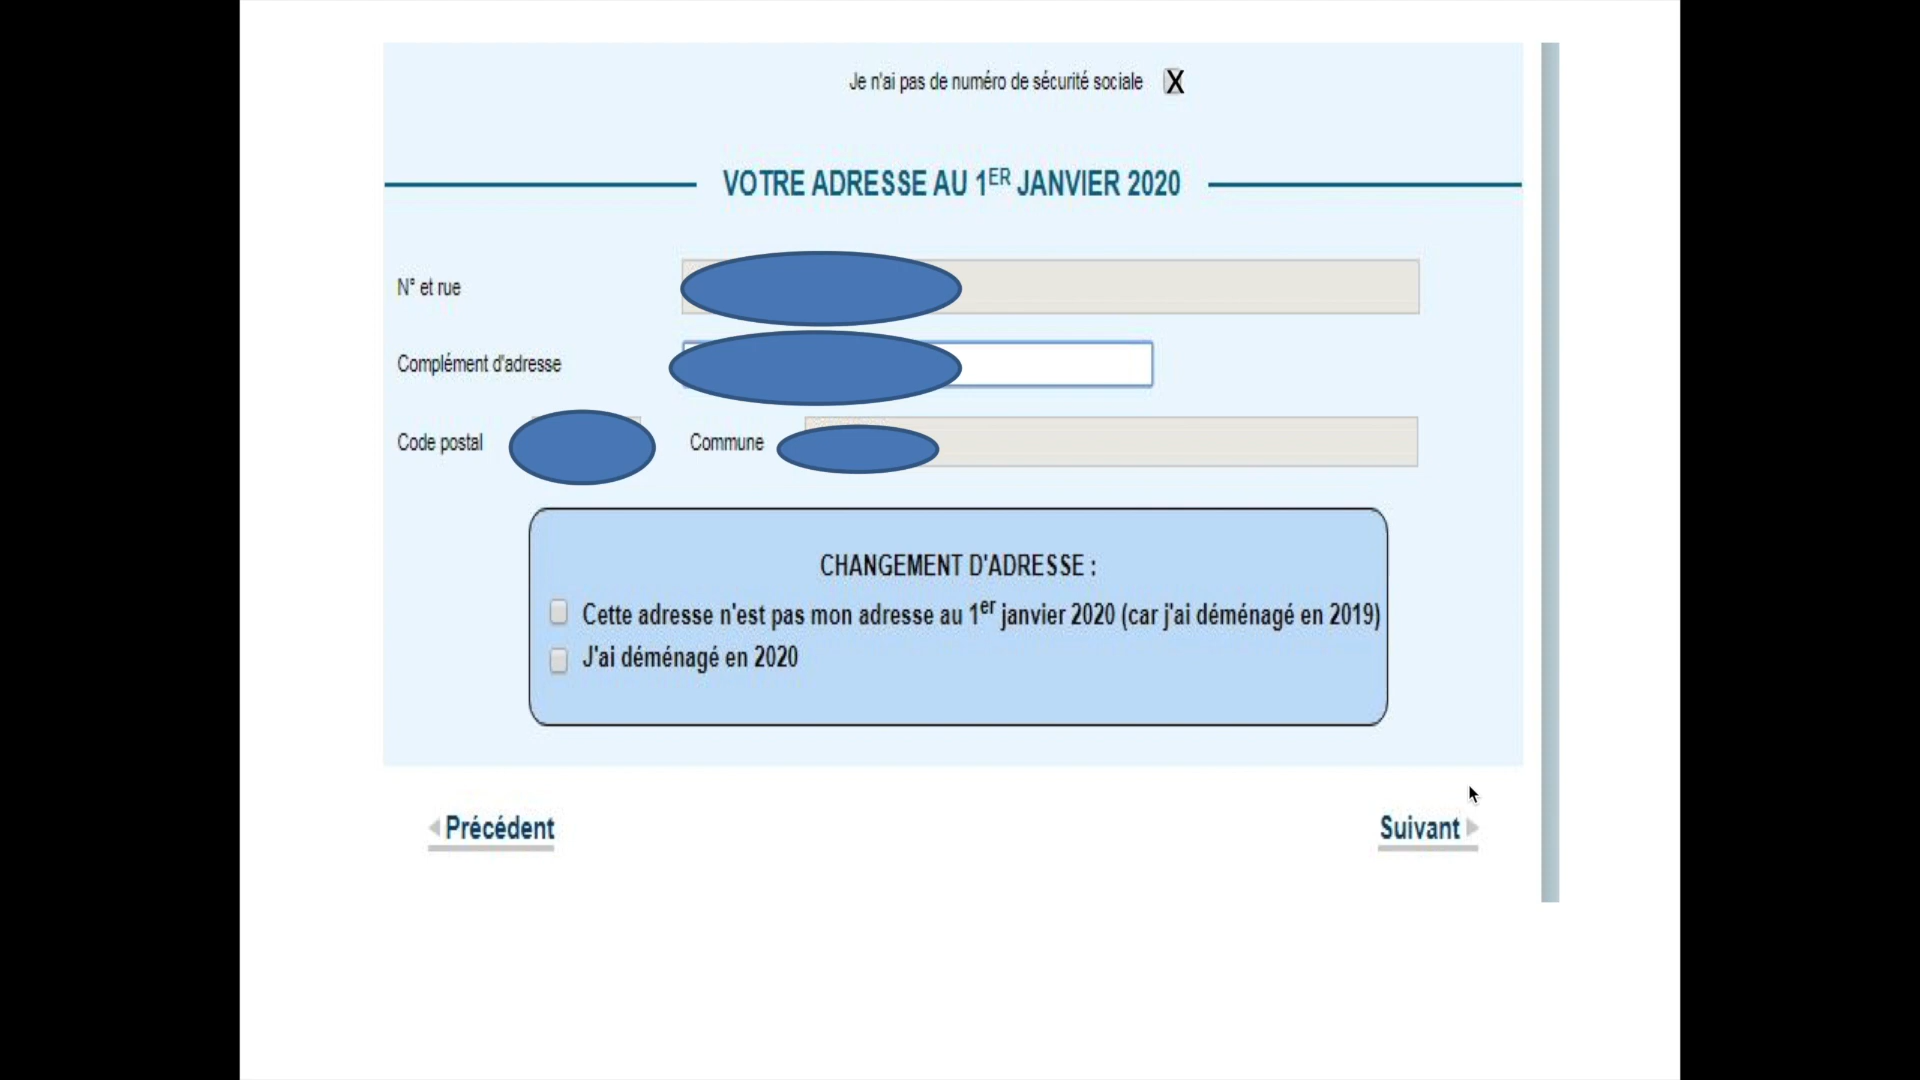 Je n'ai pas de numéro de sécurité sociale X
VOTRE ADRESSE AU 1ER JANVIER 2020
N° et rue
Complément d'adresse
Code postal Commune
CHANGEMENT D'ADRESSE :
Cette adresse n'est pas mon adresse au 1er janvier 2020 (car j'ai déménagé en 2019)
J'ai déménagé en 2020
Précédent Suivant